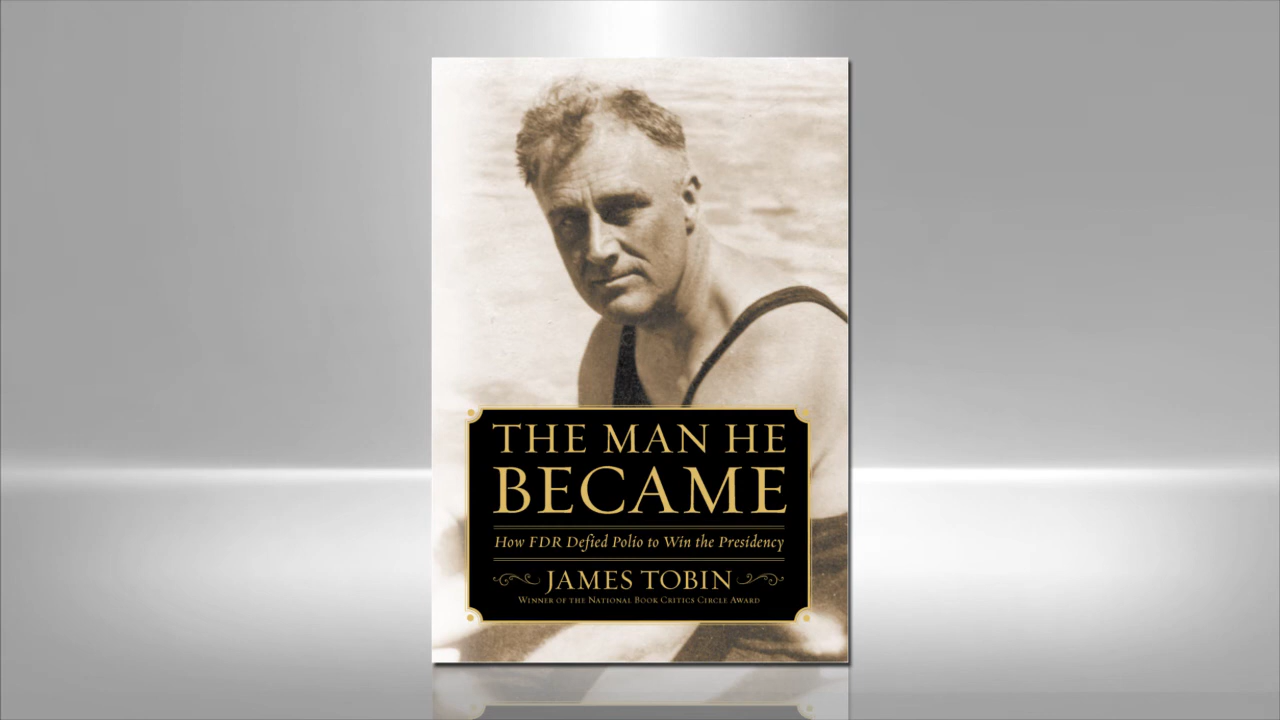 THE MAN HE
BECAME
How FDR Defied Polio to Win the Presidency
JAMES TOBIN
WINNER OF THE NATIONAL BOOK CRITICS CIRCLE AWARD